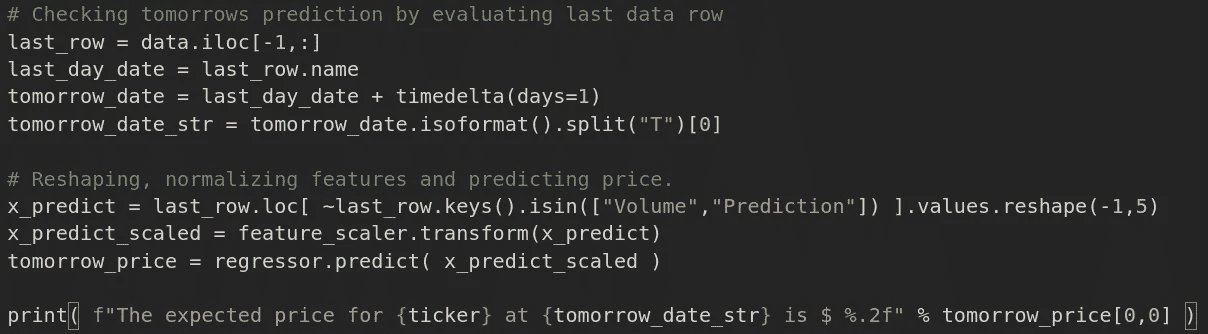 # Checking tomorrows prediction by evaluating last data row
last_row = data.iloc[-1,:]
last_day_date = last_row.name
tomorrow_date = last_day_date + timedelta(days=1)
tomorrow_date_str = tomorrow_date.isoformat().split("T")[0]
# Reshaping, normalizing features and predicting price.
x_predict = last_row.loc[ ~last_row.keys().isin(["Volume","Prediction"]) ].values.reshape(-1,5)
x_predict_scaled = feature_scaler.transform(x_predict)
tomorrow_price = regressor.predict( x_predict_scaled )
print( f"The expected price for {ticker} at {tomorrow_date_str} is $ %.2f" % tomorrow_price[0,0] )